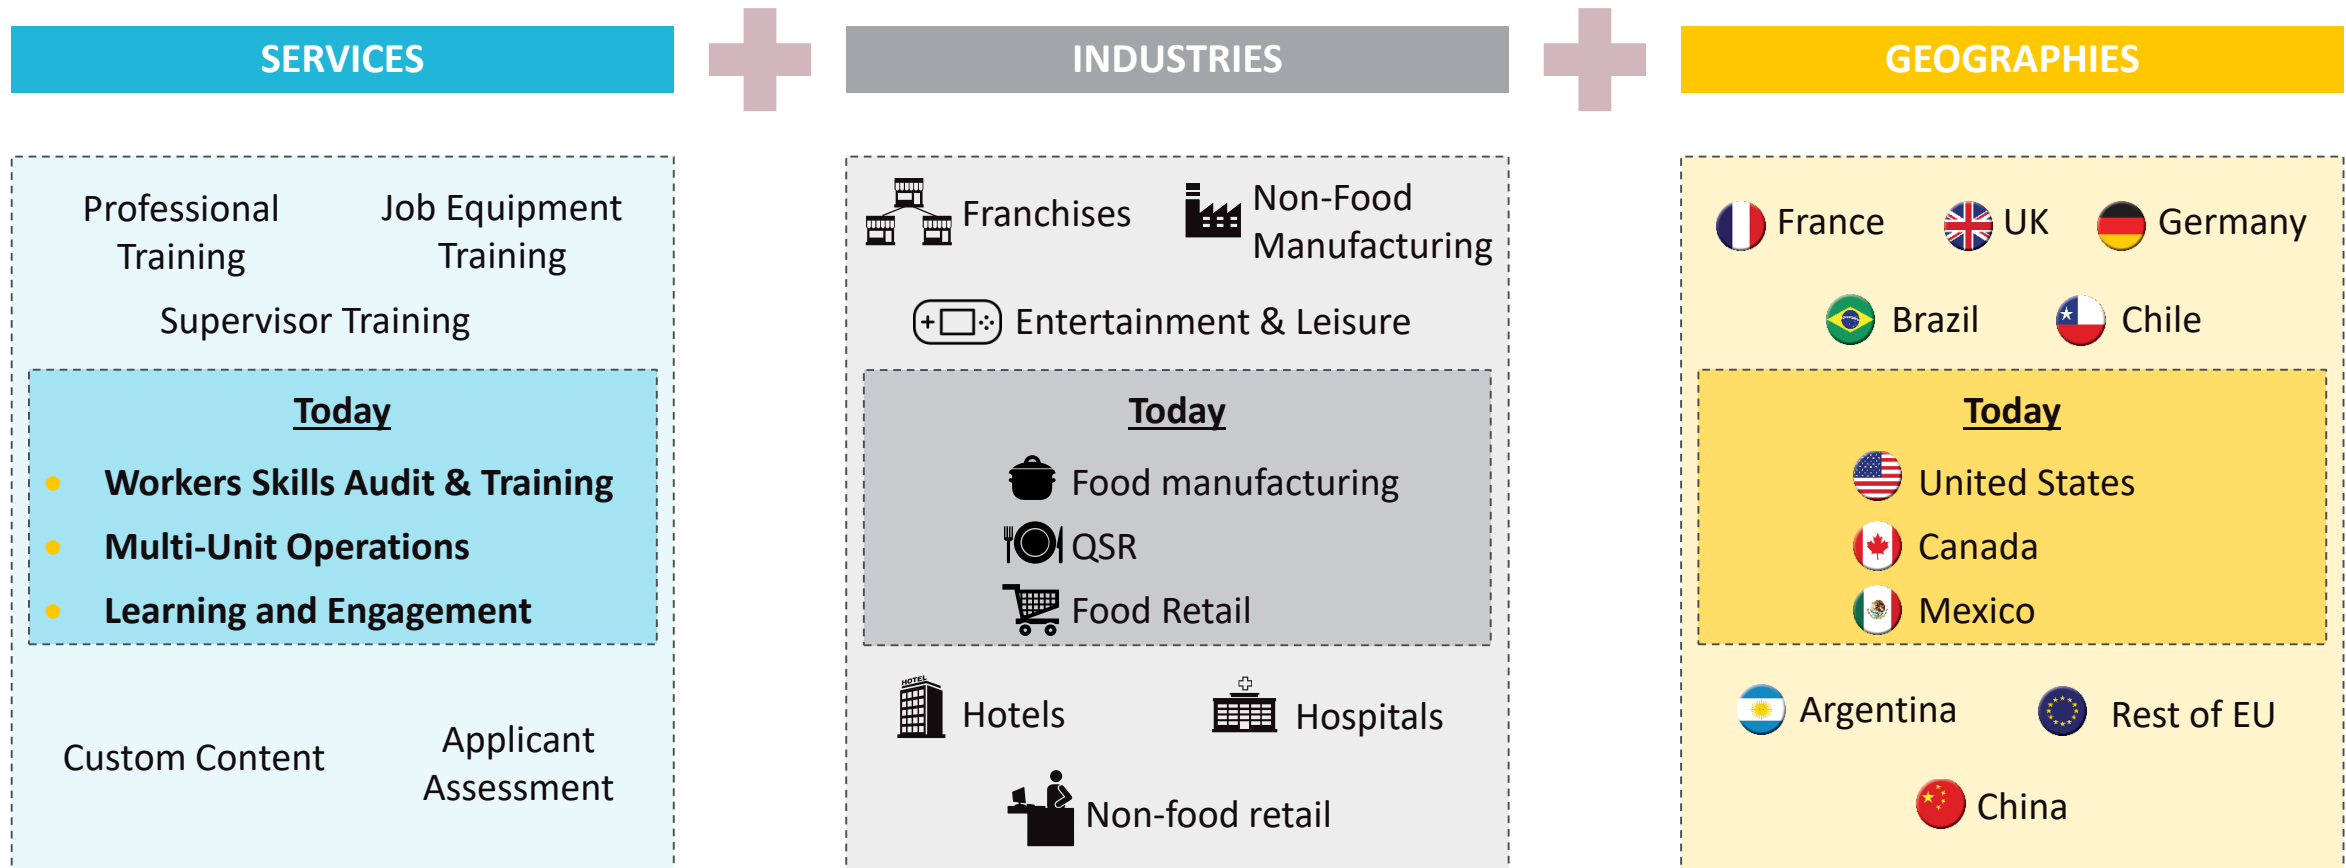 SERVICES
Professional
Training
Job Equipment
Training
Supervisor Training
Today
Workers Skills Audit & Training
Multi-Unit Operations
Learning and Engagement
Custom Content
Applicant
Assessment
INDUSTRIES
Franchises
Non-Food
Manufacturing
Entertainment & Leisure
Today
Food manufacturing
QSR
Food Retail
HOTEL
Hotels
Hospitals
Non-food retail
GEOGRAPHIES
France
UK
Germany
Brazil
Chile
Today
United States
Canada
Mexico
Argentina
Rest of EU
China